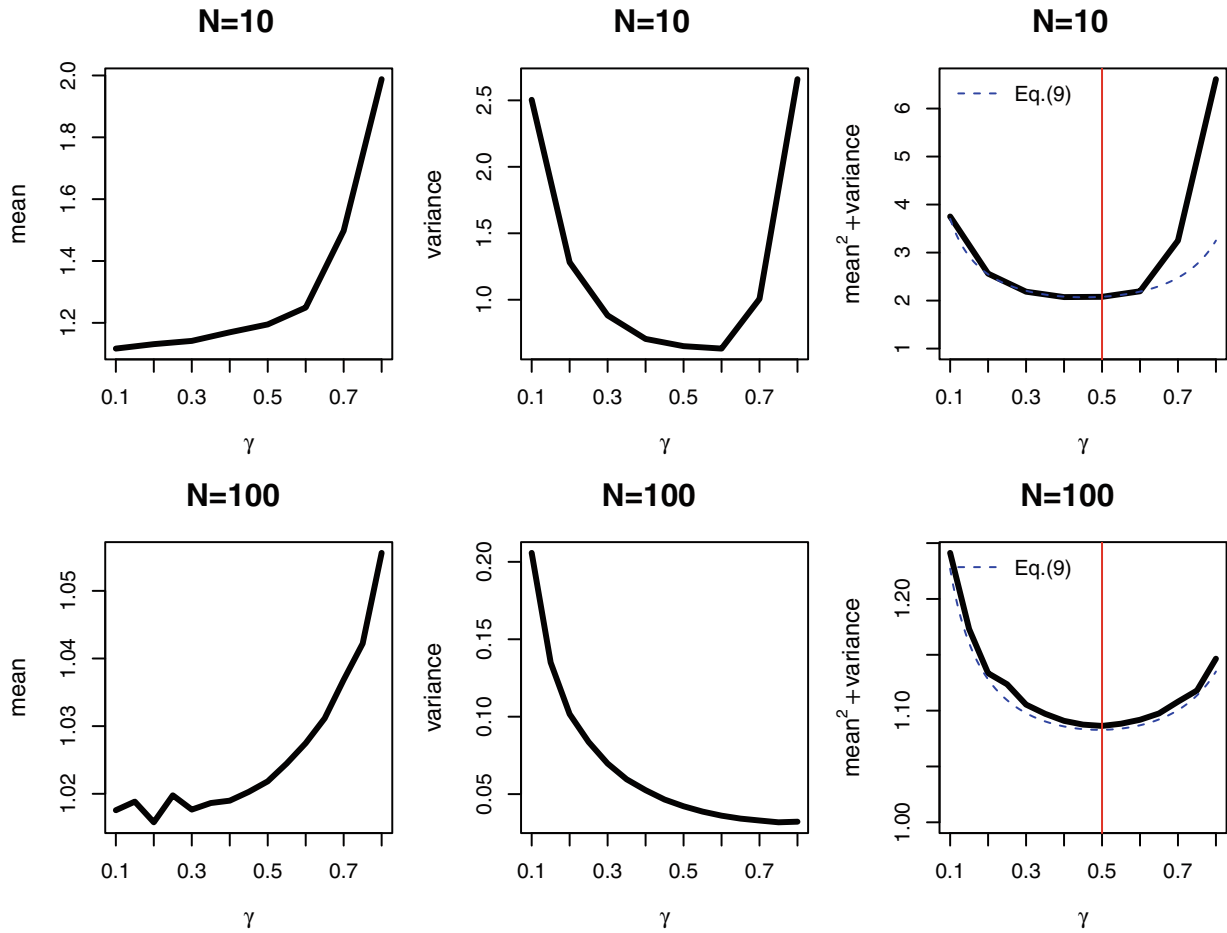 N=10
N=10
N=10
mean
1.2 1.4 1.6 1.8 2.0
0.1 0.3 0.5 0.7
γ
variance
1.0 1.5 2.0 2.5
0.1 0.3 0.5 0.7
γ
mean² +variance
1 2 3 4 5 6
Eq.(9)
0.1 0.3 0.5 0.7
γ
N=100
N=100
N=100
mean
1.02 1.03 1.04 1.05
0.1 0.3 0.5 0.7
γ
variance
0.05 0.10 0.15 0.20
0.1 0.3 0.5 0.7
γ
mean² +variance
1.00 1.10 1.20
Eq.(9)
0.1 0.3 0.5 0.7
γ